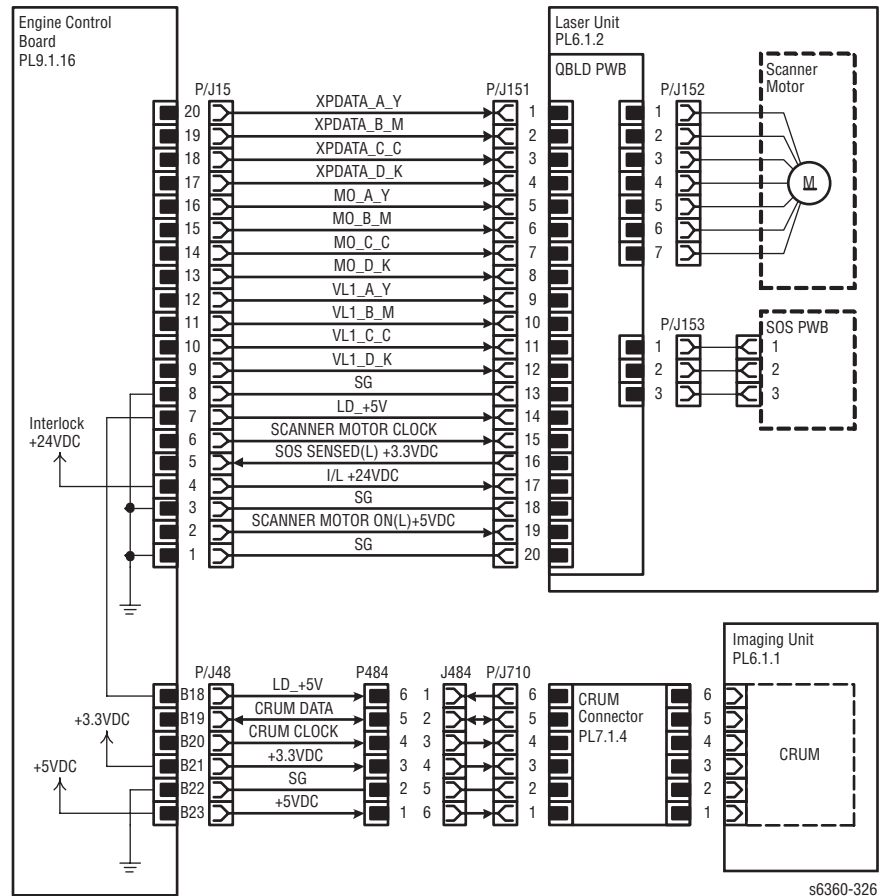 Engine Control
Board
PL9.1.16
Laser Unit
PL6.1.2
QBLD PWB
Scanner
Motor
P/J15
P/J151
P/J152
20 XPDATA_A_Y 1
19 XPDATA_B_M 2
18 XPDATA_C_C 3
17 XPDATA_D_K 4
16 MO_A_Y 5
15 MO_B_M 6
14 MO_C_C 7
13 MO_D_K 8
12 VL1_A_Y 9
11 VL1_B_M 10
10 VL1_C_C 11
9 VL1_D_K 12
8 SG 13
7 LD_+5V 14
6 SCANNER MOTOR CLOCK 15
5 SOS SENSED(L) +3.3VDC 16
4 I/L +24VDC 17
3 SG 18
2 SCANNER MOTOR ON(L)+5VDC 19
1 SG 20
1
2
3
4
5
6
7
M
P/J153
SOS PWB
1 1
2 2
3 3
Interlock
+24VDC
Imaging Unit
PL6.1.1
P/J48
P484
J484
P/J710
B18 LD_+5V 6 1 6
B19 CRUM DATA 5 2 5
B20 CRUM CLOCK 4 3 4
B21 +3.3VDC 3 4 3
B22 SG 2 5 2
B23 +5VDC 1 6 1
+3.3VDC
+5VDC
CRUM
Connector
PL7.1.4
6
5
4
3
2
1
CRUM
s6360-326